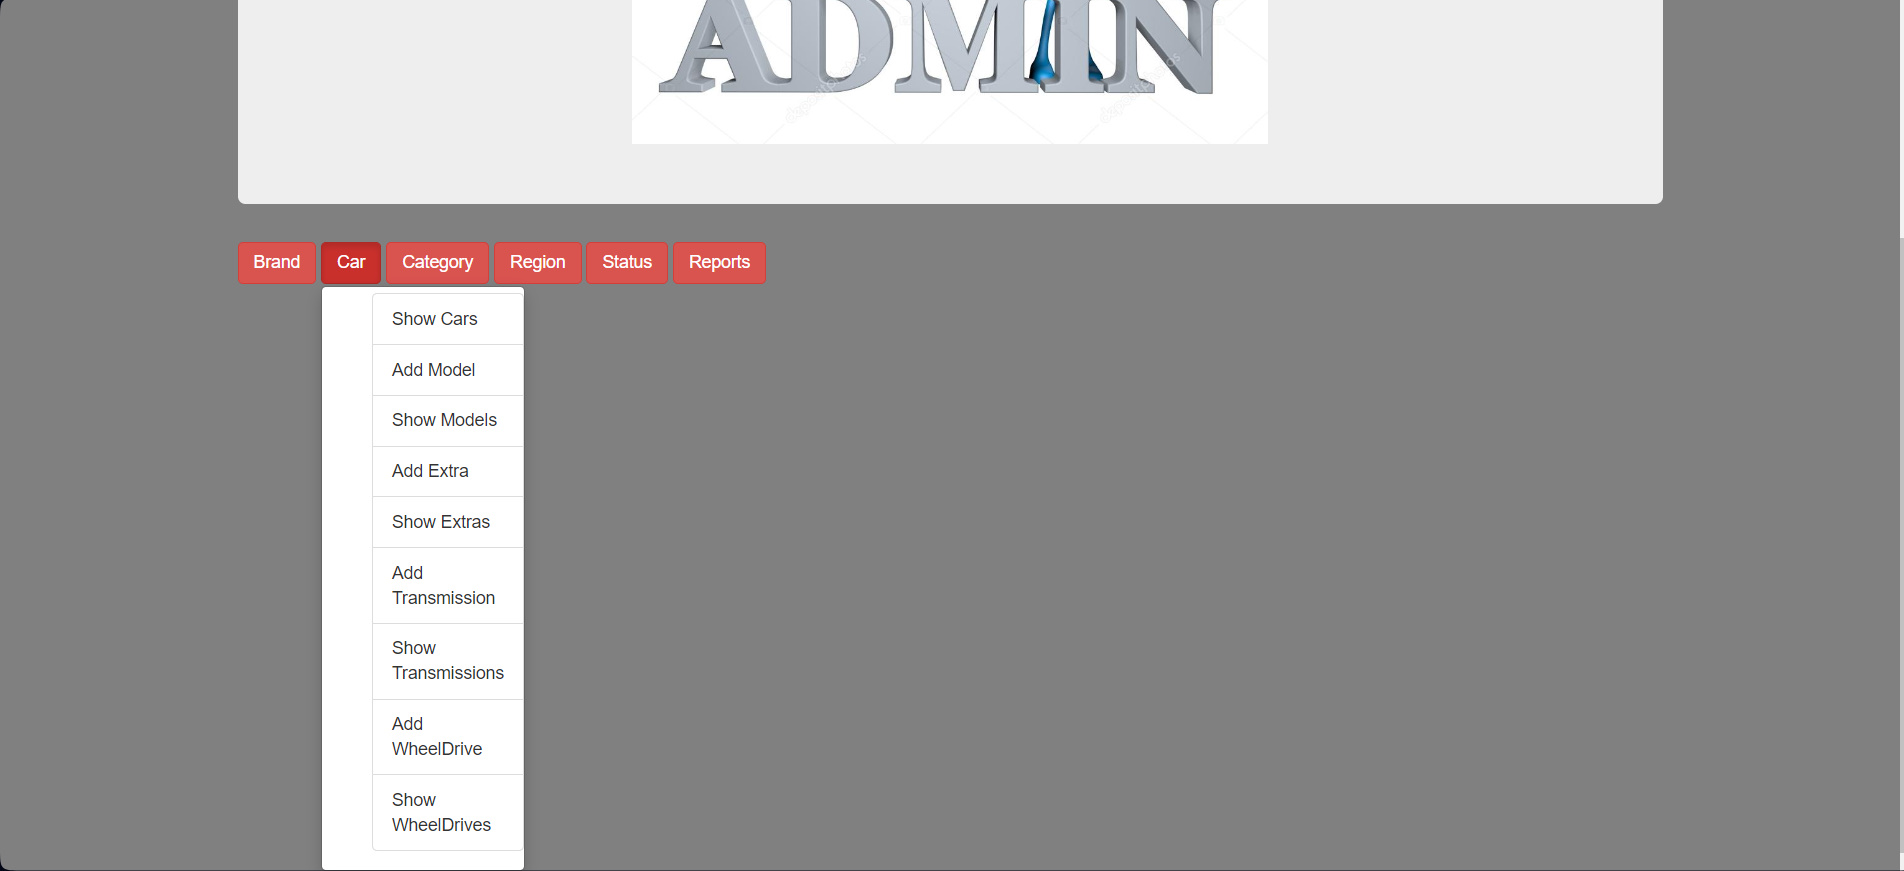 ADMIN
Brand Car Category Region Status Reports
Show Cars
Add Model
Show Models
Add Extra
Show Extras
Add
Transmission
Show
Transmissions
Add
WheelDrive
Show
WheelDrives